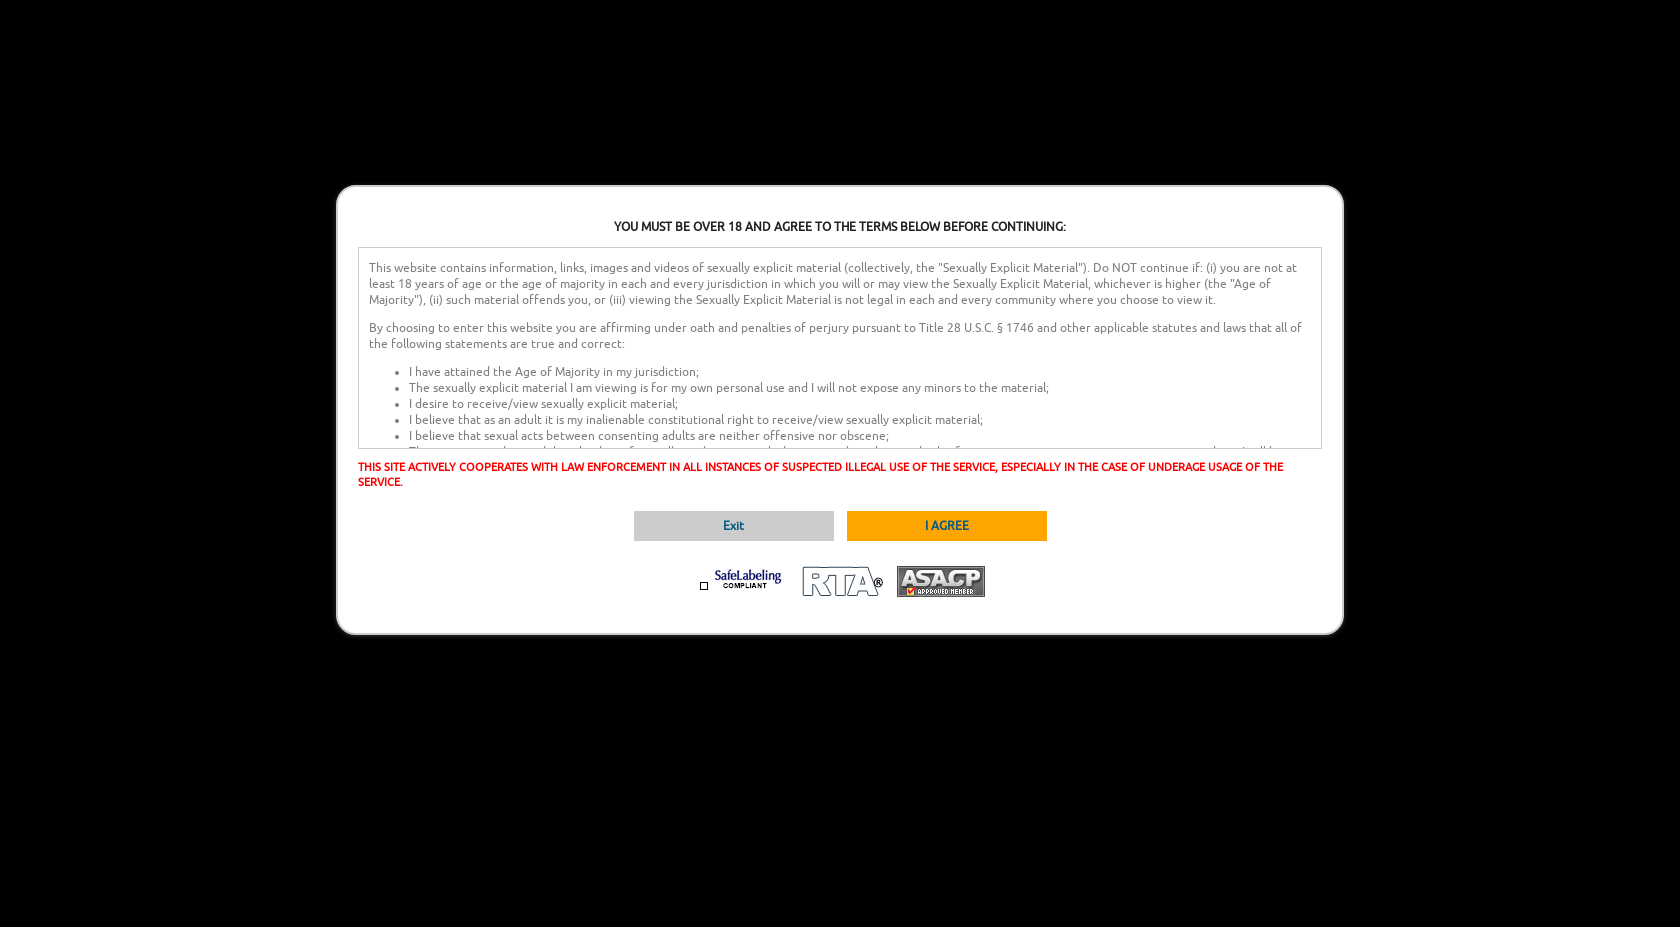 YOU MUST BE OVER 18 AND AGREE TO THE TERMS BELOW BEFORE CONTINUING:
This website contains information, links, images and videos of sexually explicit material (collectively, the "Sexually Explicit Material"). Do NOT continue if: (i) you are not at
least 18 years of age or the age of majority in each and every jurisdiction in which you will or may view the Sexually Explicit Material, whichever is higher (the "Age of
Majority"), (ii) such material offends you, or (iii) viewing the Sexually Explicit Material is not legal in each and every community where you choose to view it.
By choosing to enter this website you are affirming under oath and penalties of perjury pursuant to Title 28 U.S.C. § 1746 and other applicable statutes and laws that all of
the following statements are true and correct:
• I have attained the Age of Majority in my jurisdiction;
• The sexually explicit material I am viewing is for my own personal use and I will not expose any minors to the material;
• I desire to receive/view sexually explicit material;
• I believe that as an adult it is my inalienable constitutional right to receive/view sexually explicit material;
• I believe that sexual acts between consenting adults are neither offensive nor obscene;
THIS SITE ACTIVELY COOPERATES WITH LAW ENFORCEMENT IN ALL INSTANCES OF SUSPECTED ILLEGAL USE OF THE SERVICE, ESPECIALLY IN THE CASE OF UNDERAGE USAGE OF THE
SERVICE.
Exit
I AGREE
SafeLabeling
COMPLIANT
RTA®
ASACP
APPROVED MEMBER